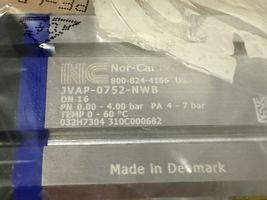 NC Nor-Cal
800-824-4166
JVAP-0752-NWB
DN 16
PN 0.00 - 4.00 bar PA 4 - 7 bar
TEMP 0 - 60 °C
032H7304 310C000682
Made in Denmark